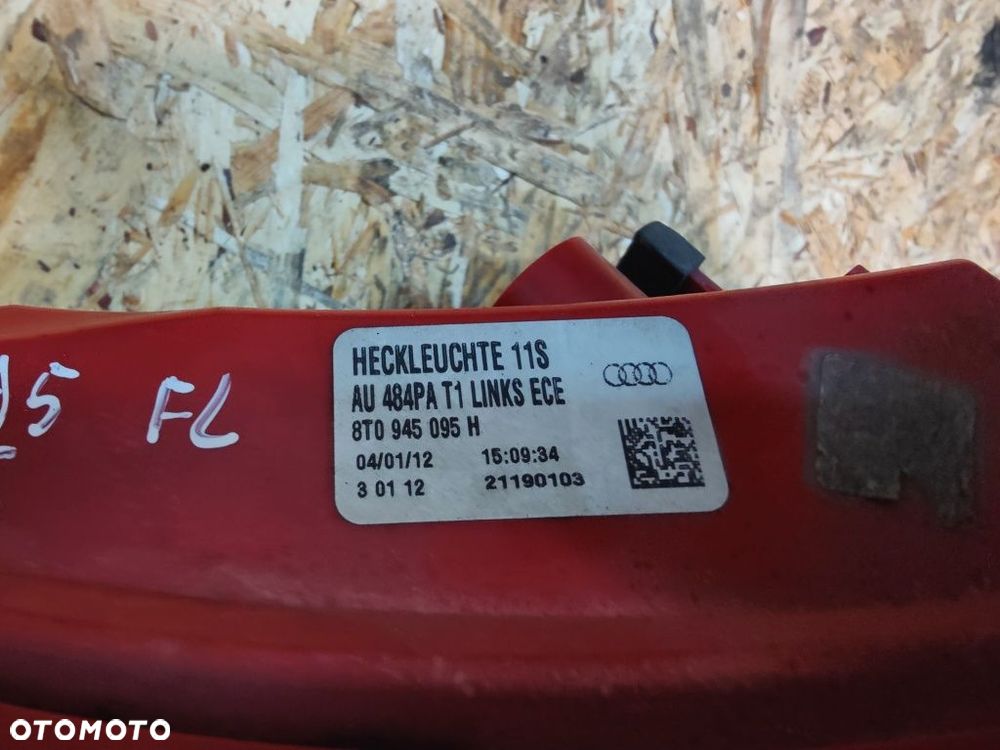 HECKLEUCHTE 11S
AU 484PA T1 LINKS ECE
8T0 945 095 H
04/01/12 15:09:34
3 01 12 21190103
5 FL
OTOMOTO